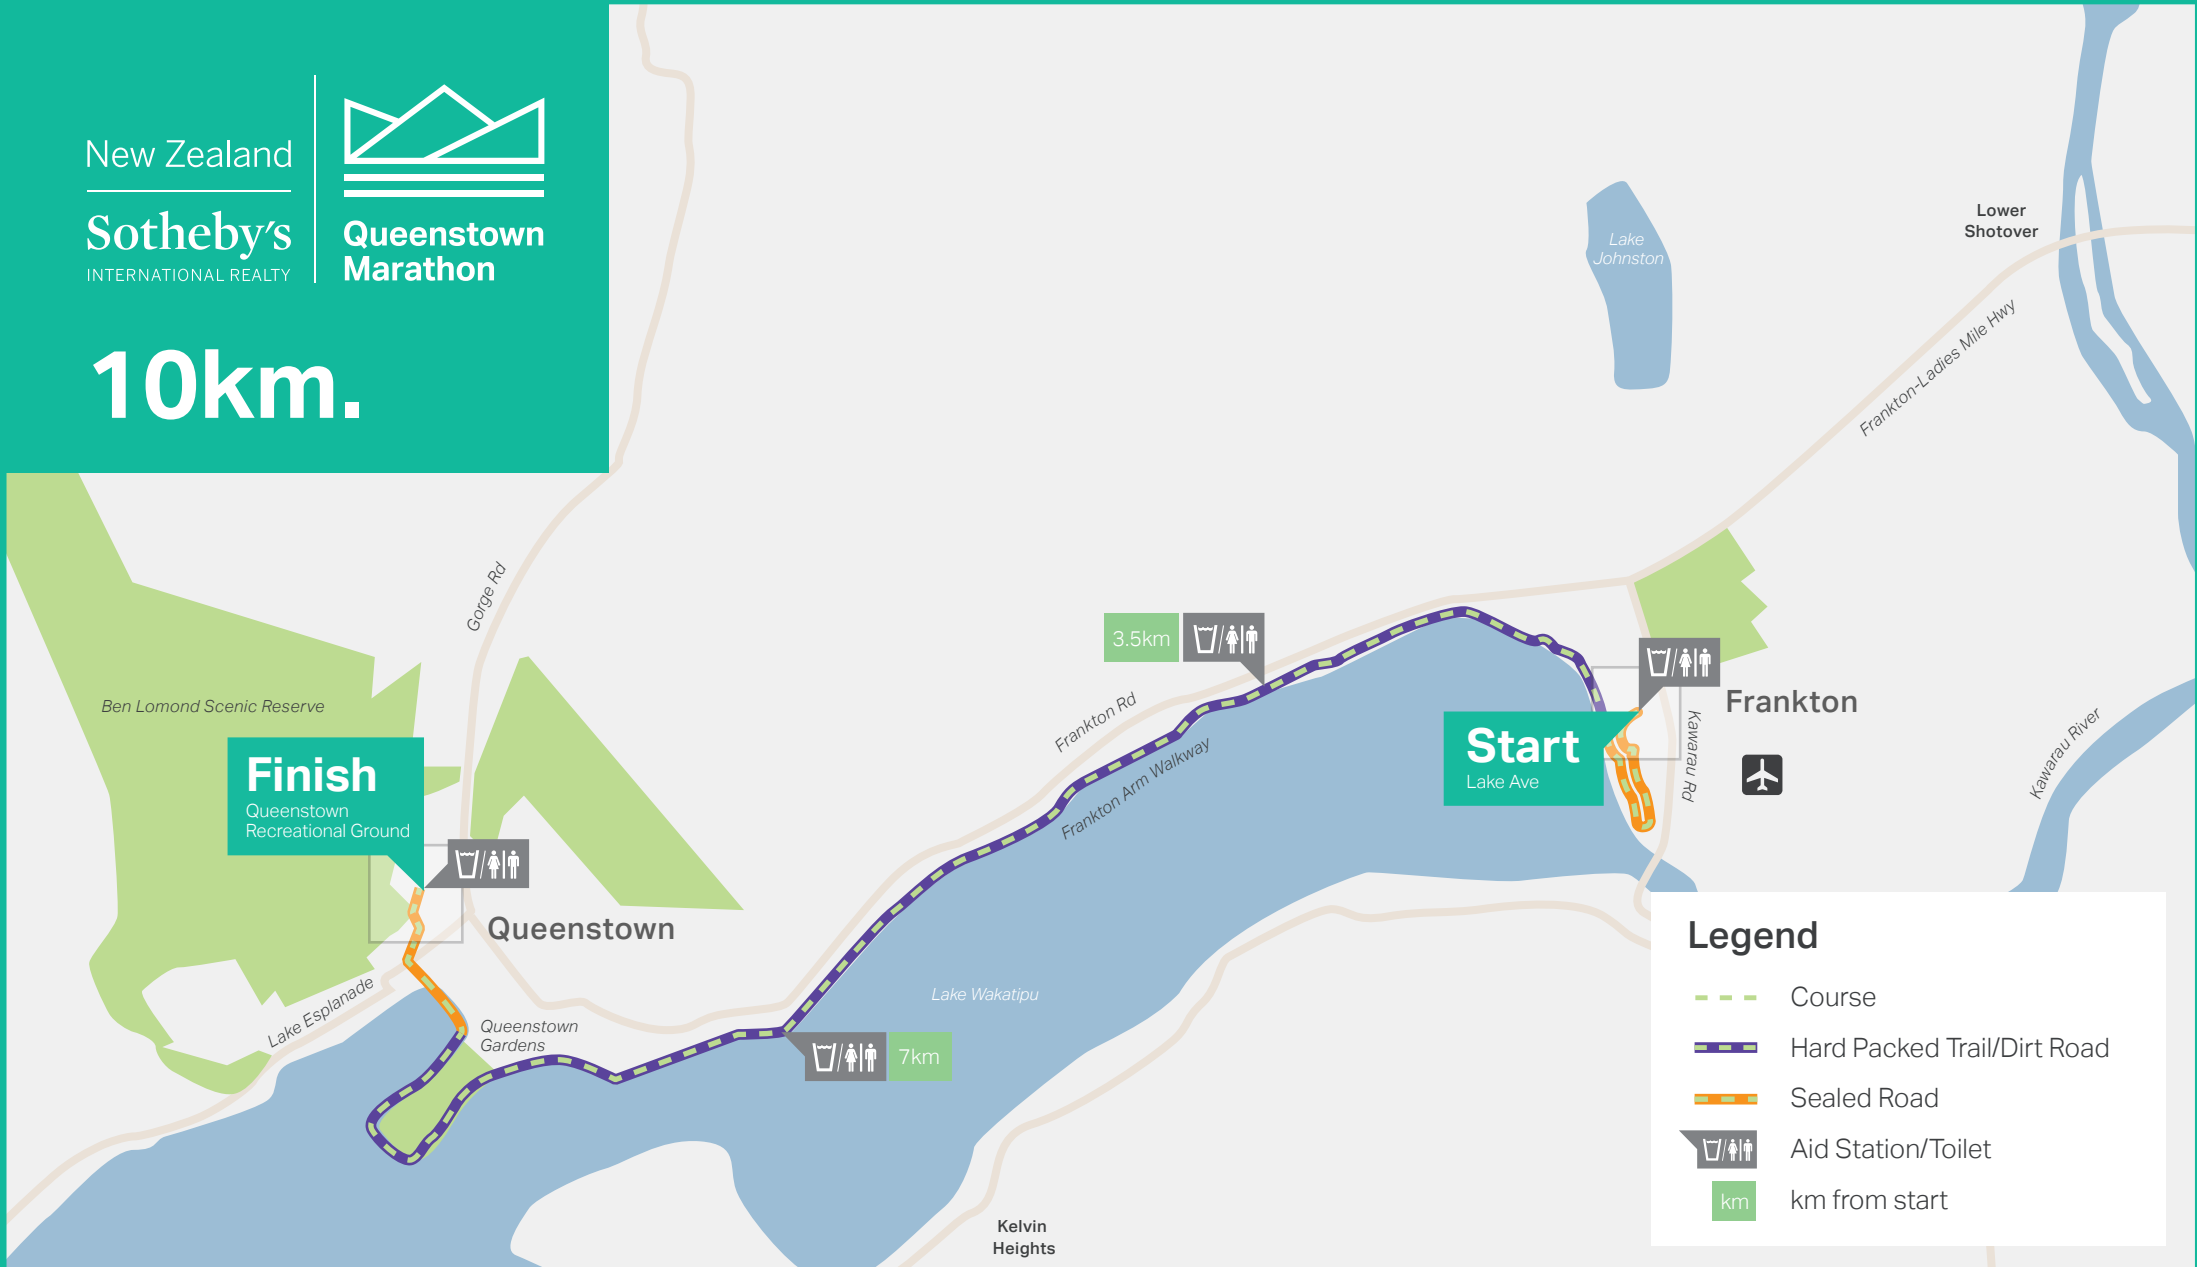 New Zealand
Sotheby's
INTERNATIONAL REALTY
Queenstown
Marathon
10km.
Lake
Johnston
Lower
Shotover
Frankton-Ladies Mile Hwy
Gorge Rd
Ben Lomond Scenic Reserve
3.5km
Frankton Rd
Frankton Arm Walkway
Frankton
Start
Lake Ave
Kawarau Rd
Kawarau River
Finish
Queenstown
Recreational Ground
Queenstown
Lake Esplanade
Queenstown
Gardens
Lake Wakatipu
7km
Kelvin
Heights
Legend
Course
Hard Packed Trail/Dirt Road
Sealed Road
Aid Station/Toilet
km
km from start